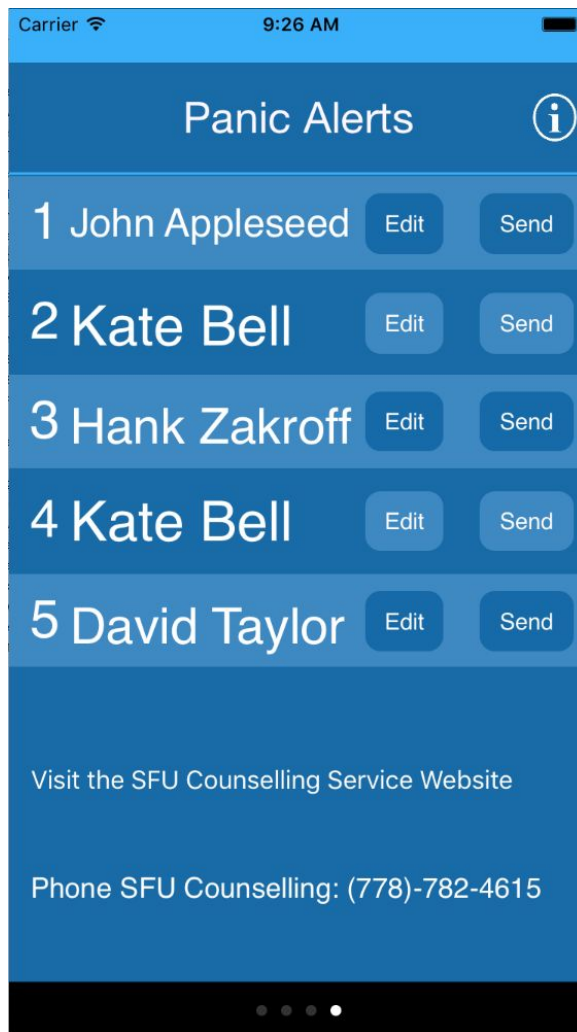 Carrier 9:26 AM
Panic Alerts i
1 John Appleseed Edit Send
2 Kate Bell Edit Send
3 Hank Zakroff Edit Send
4 Kate Bell Edit Send
5 David Taylor Edit Send
Visit the SFU Counselling Service Website
Phone SFU Counselling: (778)-782-4615